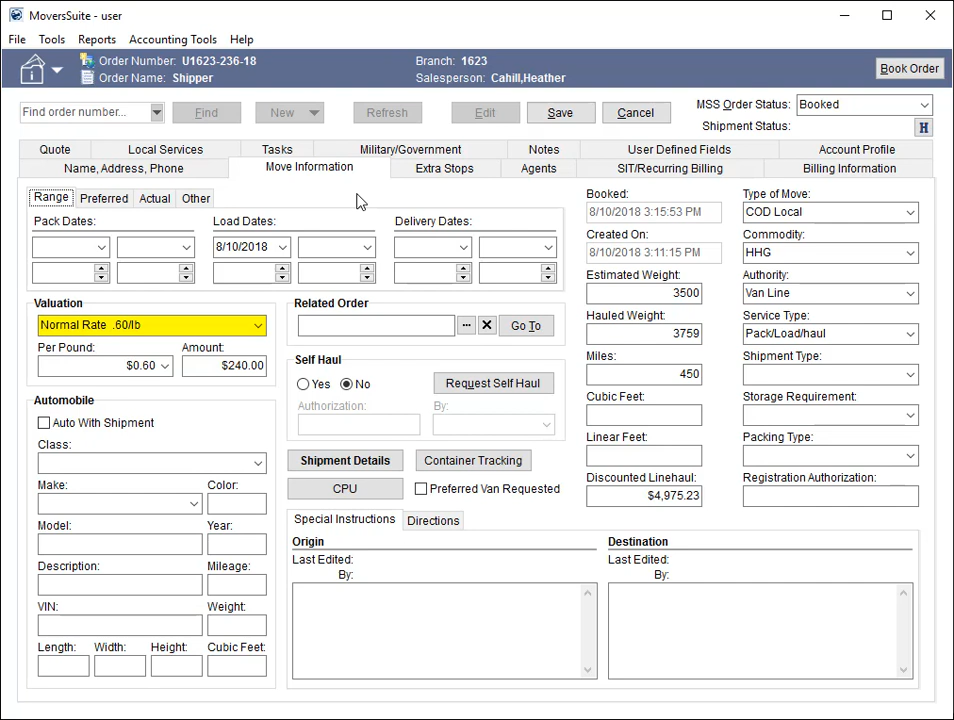 MoversSuite - user
File Tools Reports Accounting Tools Help
Order Number: U1623-236-18 Branch: 1623
Order Name: Shipper Salesperson: Cahill,Heather
Book Order
Find order number... Find New Refresh Edit Save Cancel MSS Order Status: Booked
Shipment Status: H
Quote Local Services Tasks Military/Government Notes User Defined Fields Account Profile
Name, Address, Phone Move Information Extra Stops Agents SIT/Recurring Billing Billing Information
Range Preferred Actual Other
Pack Dates: Load Dates: Delivery Dates:
8/10/2018
Valuation
Normal Rate .60/lb
Per Pound: Amount:
$0.60 $240.00
Automobile
Auto With Shipment
Class:
Make: Color:
Model: Year:
Description: Mileage:
VIN: Weight:
Length: Width: Height: Cubic Feet:
Related Order
... Go To
Self Haul
Yes No Request Self Haul
Authorization: By:
Shipment Details Container Tracking
CPU Preferred Van Requested
Special Instructions Directions
Origin Destination
Last Edited: Last Edited:
By: By:
Booked: Type of Move:
8/10/2018 3:15:53 PM COD Local
Created On: Commodity:
8/10/2018 3:11:15 PM HHG
Estimated Weight: Authority:
3500 Van Line
Hauled Weight: Service Type:
3759 Pack/Load/haul
Miles: Shipment Type:
450
Cubic Feet: Storage Requirement:
Linear Feet: Packing Type:
Discounted Linehaul: Registration Authorization:
$4,975.23